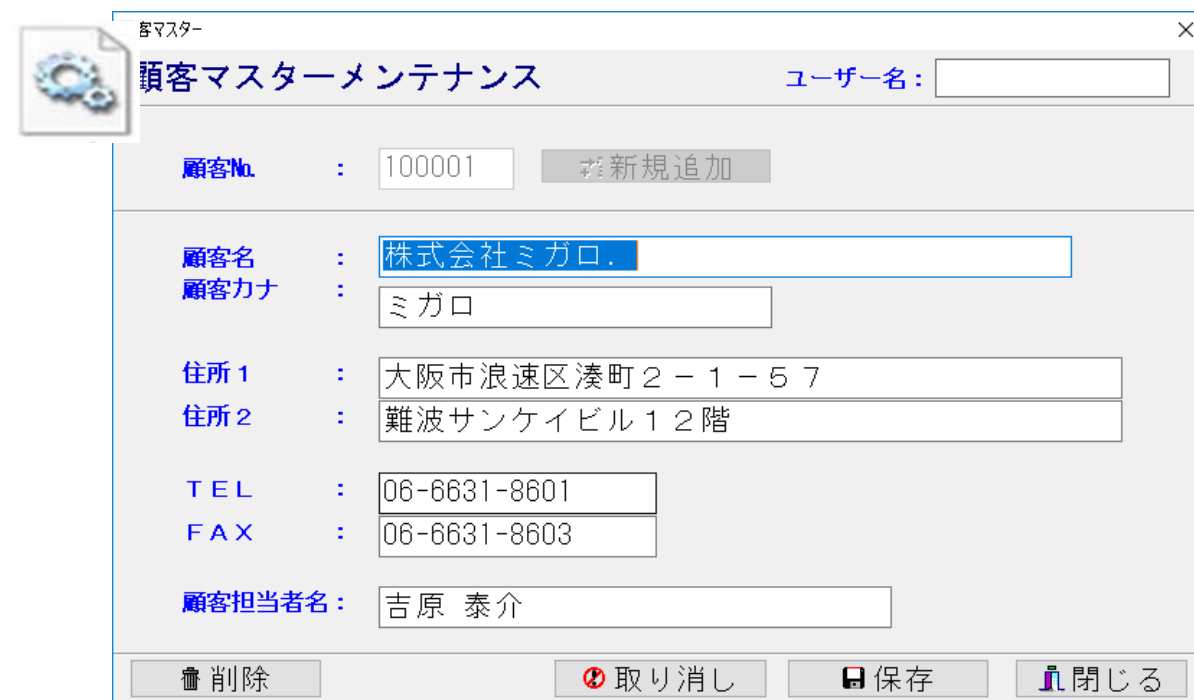 客マスター
顧客マスターメンテナンス ユーザー名：
顧客No. ： 100001 新規追加
顧客名 ： 株式会社ミガロ.
顧客カナ ： ミガロ
住所１ ： 大阪市浪速区湊町２－１－５７
住所２ ： 難波サンケイビル１２階
ＴＥＬ ： 06-6631-8601
ＦＡＸ ： 06-6631-8603
顧客担当者名： 吉原 泰介
削除 取り消し 保存 閉じる